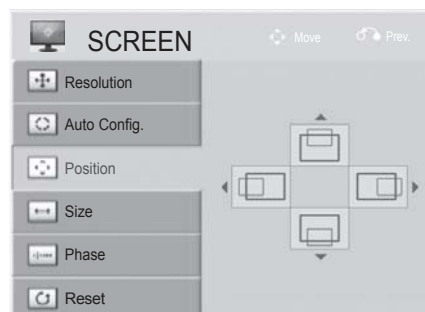 SCREEN
Move
Prev.
Resolution
Auto Config.
Position
Size
Phase
Reset